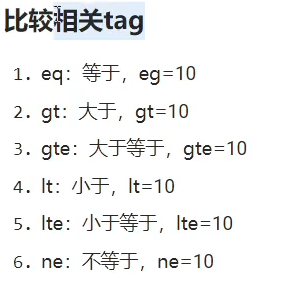 比较相关tag
1. eq：等于，eg=10
2. gt：大于，gt=10
3. gte：大于等于，gte=10
4. lt：小于，lt=10
5. lte：小于等于，lte=10
6. ne：不等于，ne=10